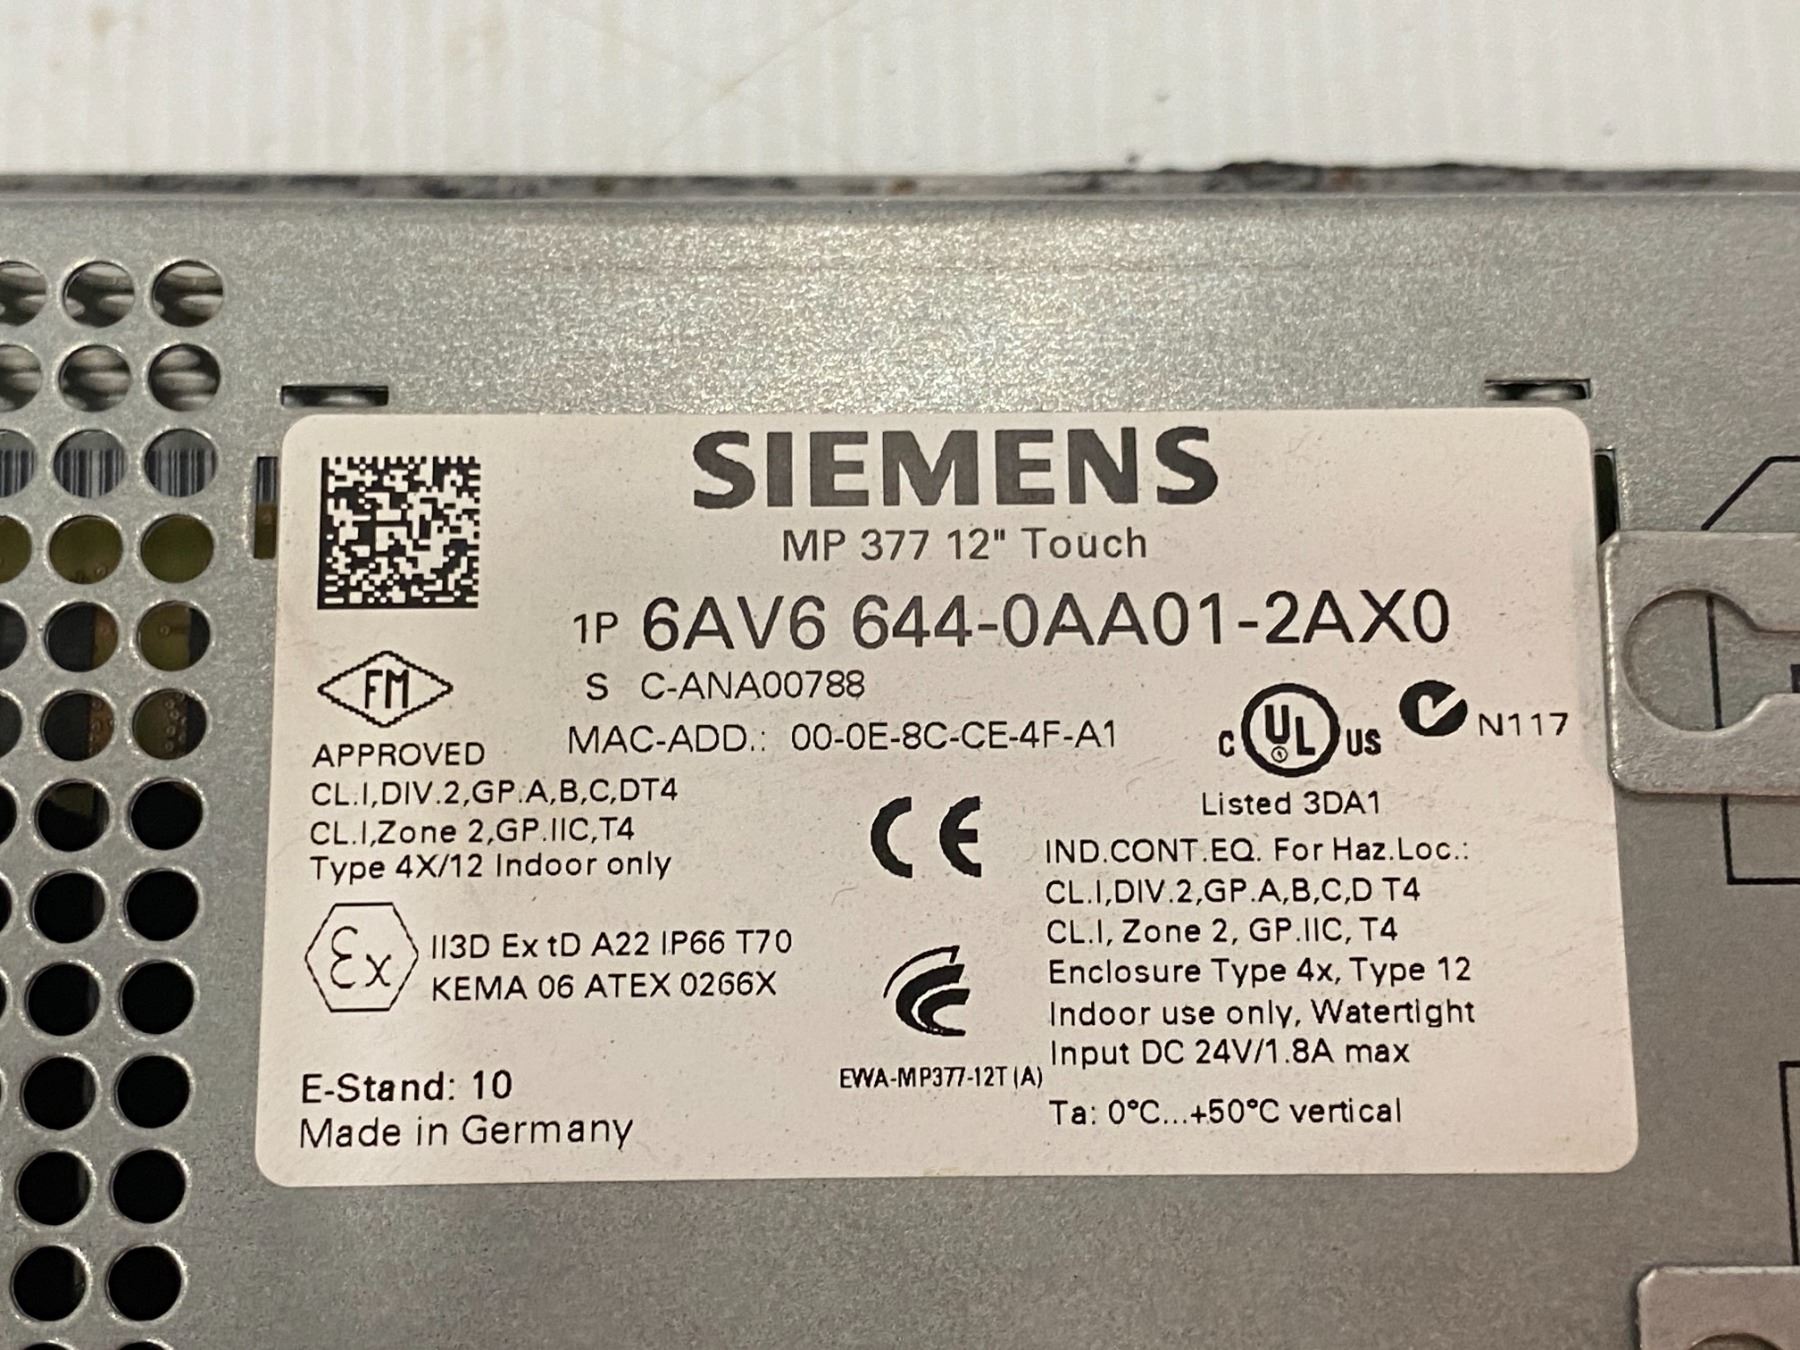 SIEMENS
MP 377 12" Touch
1P 6AV6 644-0AA01-2AX0
S C-ANA00788
MAC-ADD.: 00-0E-8C-CE-4F-A1
FM
APPROVED
CL.I,DIV.2,GP.A,B,C,DT4
CL.I,Zone 2,GP.IIC,T4
Type 4X/12 Indoor only
Ex II3D Ex tD A22 IP66 T70
KEMA 06 ATEX 0266X
E-Stand: 10
Made in Germany
CE
EWA-MP377-12T (A)
C UL US N117
Listed 3DA1
IND.CONT.EQ. For Haz.Loc.:
CL.I,DIV.2,GP.A,B,C,D T4
CL.I, Zone 2, GP.IIC, T4
Enclosure Type 4x, Type 12
Indoor use only, Watertight
Input DC 24V/1.8A max
Ta: 0°C...+50°C vertical